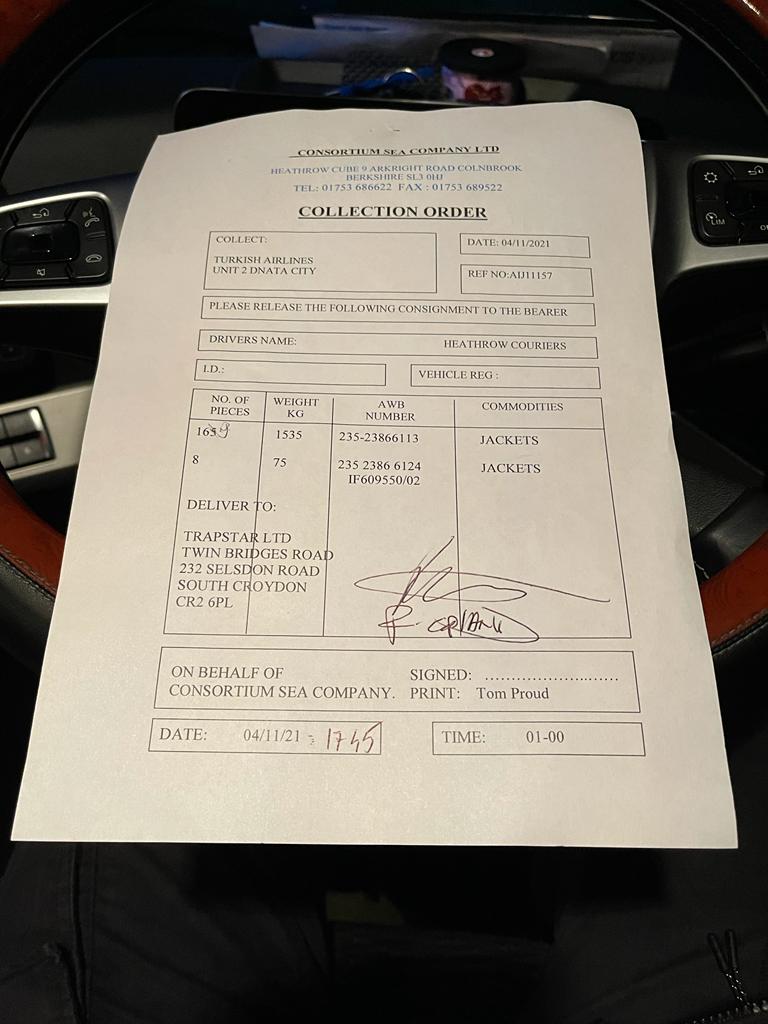 CONSORTIUM SEA COMPANY LTD
HEATHROW CUBE 9 ARKRIGHT ROAD COLNBROOK
BERKSHIRE SL3 0HJ
TEL: 01753 686622 FAX : 01753 689522
COLLECTION ORDER
COLLECT:
TURKISH AIRLINES
UNIT 2 DNATA CITY
DATE: 04/11/2021
REF NO:AIJ11157
PLEASE RELEASE THE FOLLOWING CONSIGNMENT TO THE BEARER
DRIVERS NAME: HEATHROW COURIERS
I.D.:
VEHICLE REG :
NO. OF PIECES
WEIGHT KG
AWB NUMBER
COMMODITIES
1659 1535 235-23866113 JACKETS
8 75 235 2386 6124 JACKETS
IF609550/02
DELIVER TO:
TRAPSTAR LTD
TWIN BRIDGES ROAD
232 SELSDON ROAD
SOUTH CROYDON
CR2 6PL
ON BEHALF OF SIGNED: ..........................
CONSORTIUM SEA COMPANY. PRINT: Tom Proud
DATE: 04/11/21 - 1745
TIME: 01-00
LIM